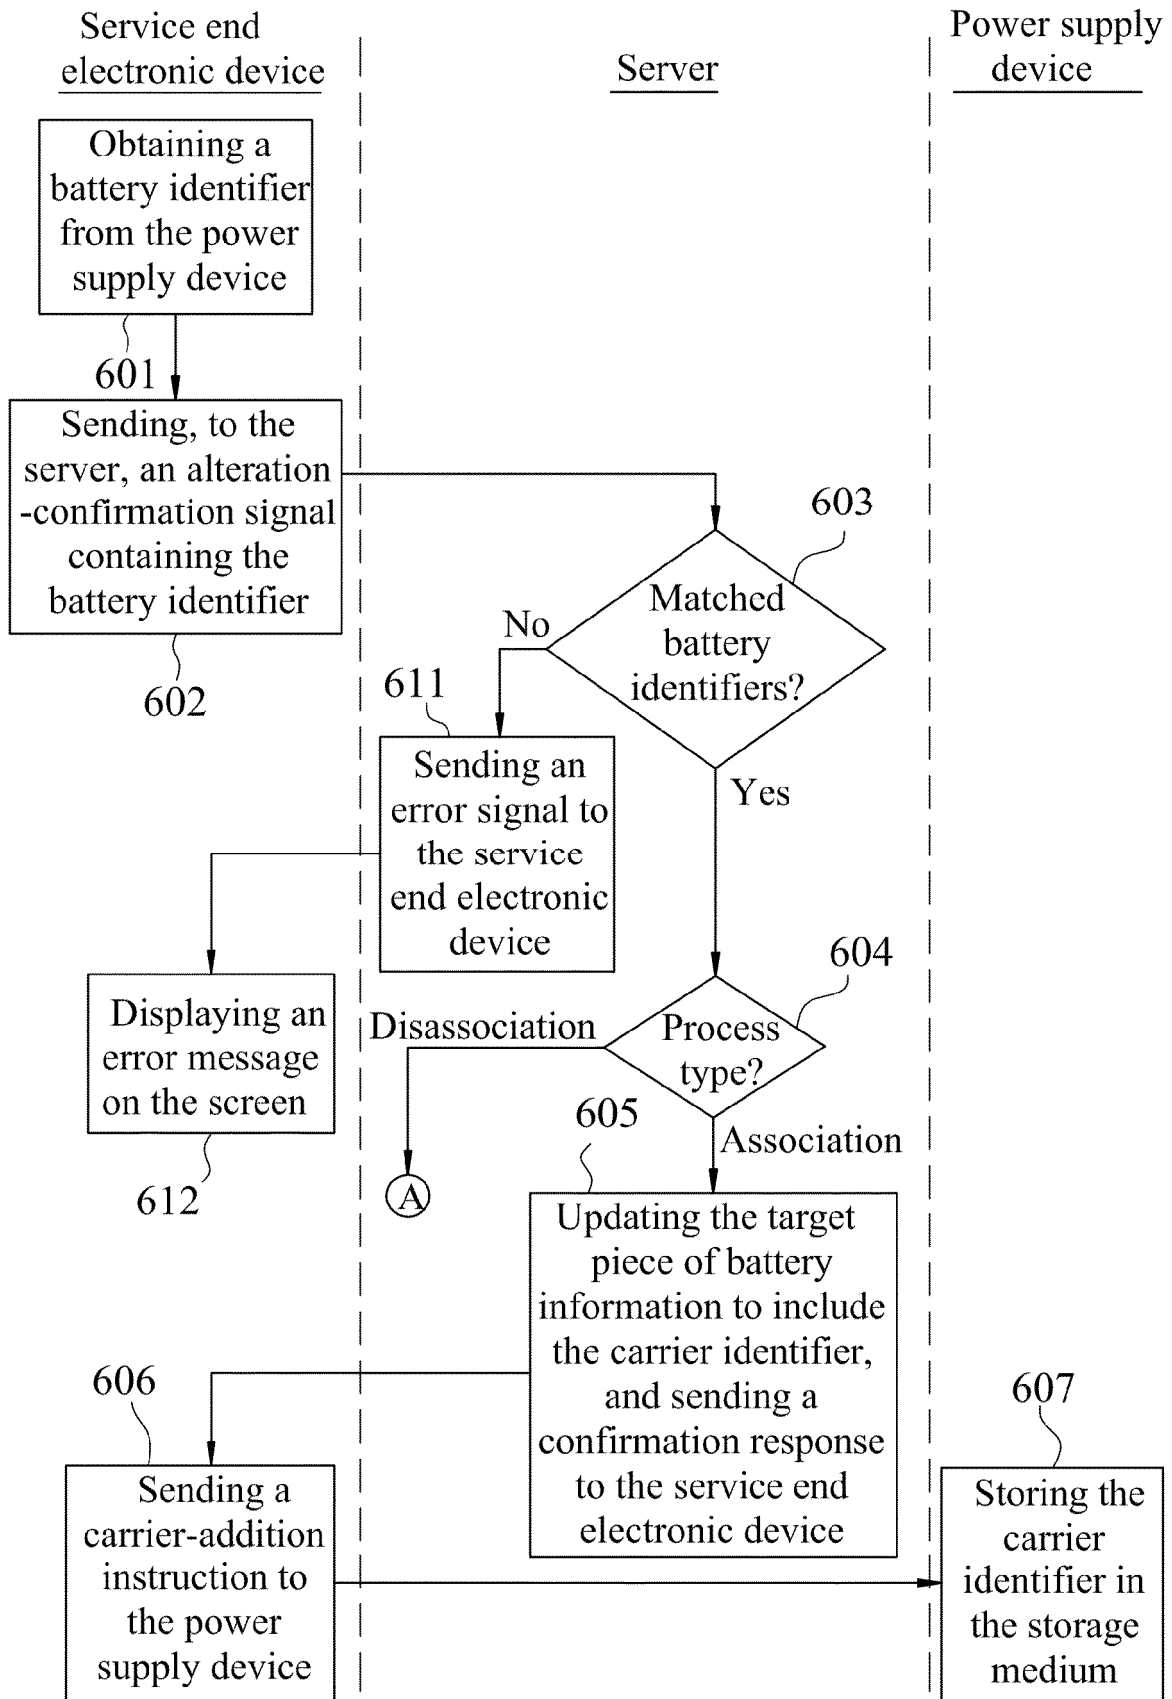 Service end
electronic device
Server
Power supply
device
Obtaining a
battery identifier
from the power
supply device
601
Sending, to the
server, an alteration
-confirmation signal
containing the
battery identifier
602
603
Matched
battery
identifiers?
No
Yes
611
Sending an
error signal to
the service
end electronic
device
Displaying an
error message
on the screen
612
604
Process
type?
Disassociation
A
Association
605
Updating the target
piece of battery
information to include
the carrier identifier,
and sending a
confirmation response
to the service end
electronic device
606
Sending a
carrier-addition
instruction to
the power
supply device
607
Storing the
carrier
identifier in
the storage
medium